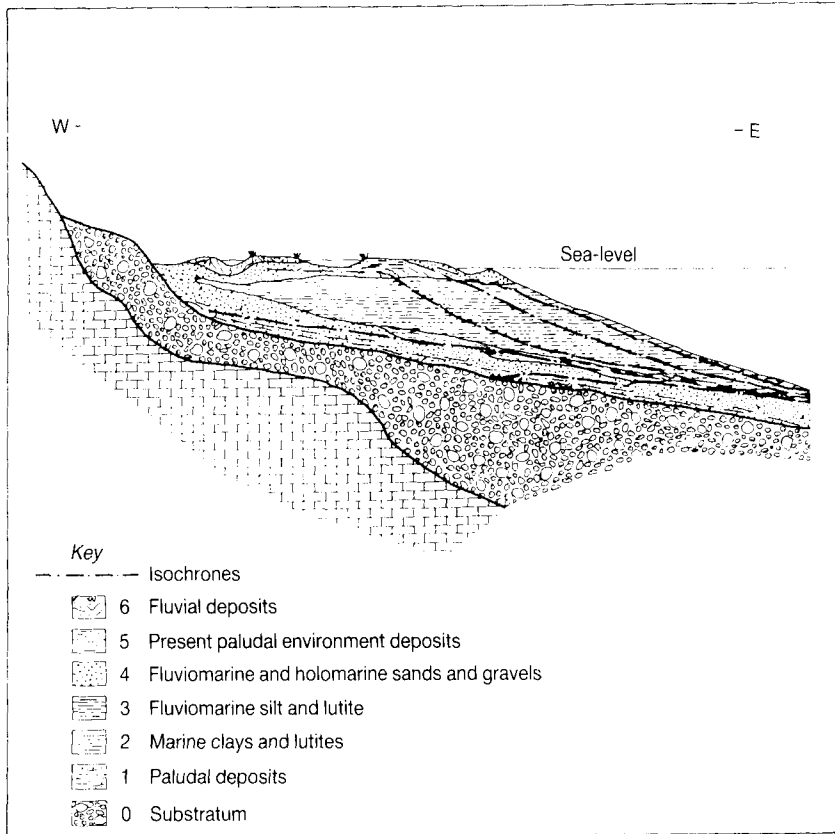 W - - E
Sea-level
Key
Isochrones
6 Fluvial deposits
5 Present paludal environment deposits
4 Fluviomarine and holomarine sands and gravels
3 Fluviomarine silt and lutite
2 Marine clays and lutites
1 Paludal deposits
0 Substratum